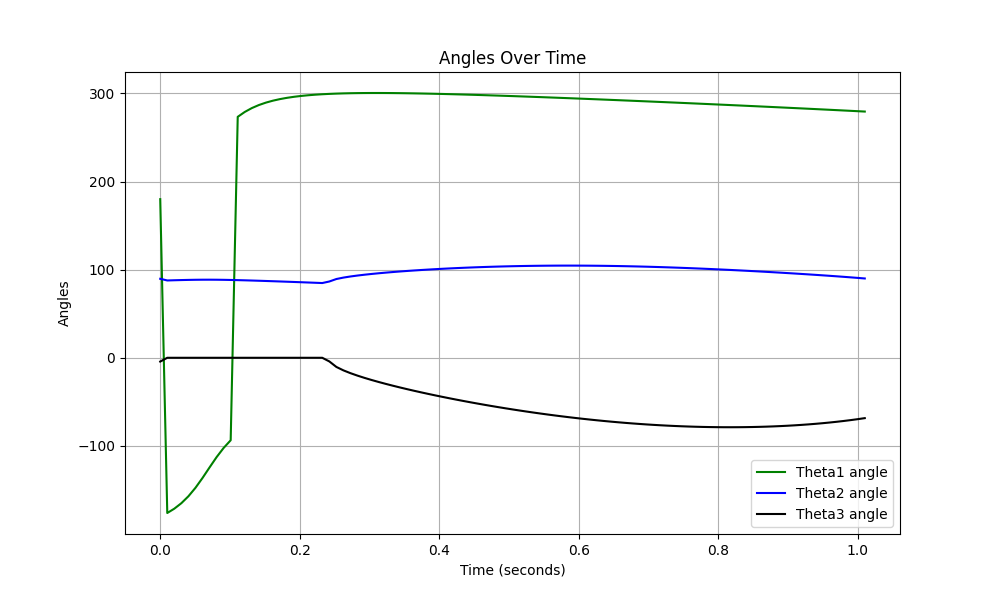 Angles Over Time
Angles
300
200
100
0
−100
0.0
0.2
0.4
0.6
0.8
1.0
Time (seconds)
Theta1 angle
Theta2 angle
Theta3 angle